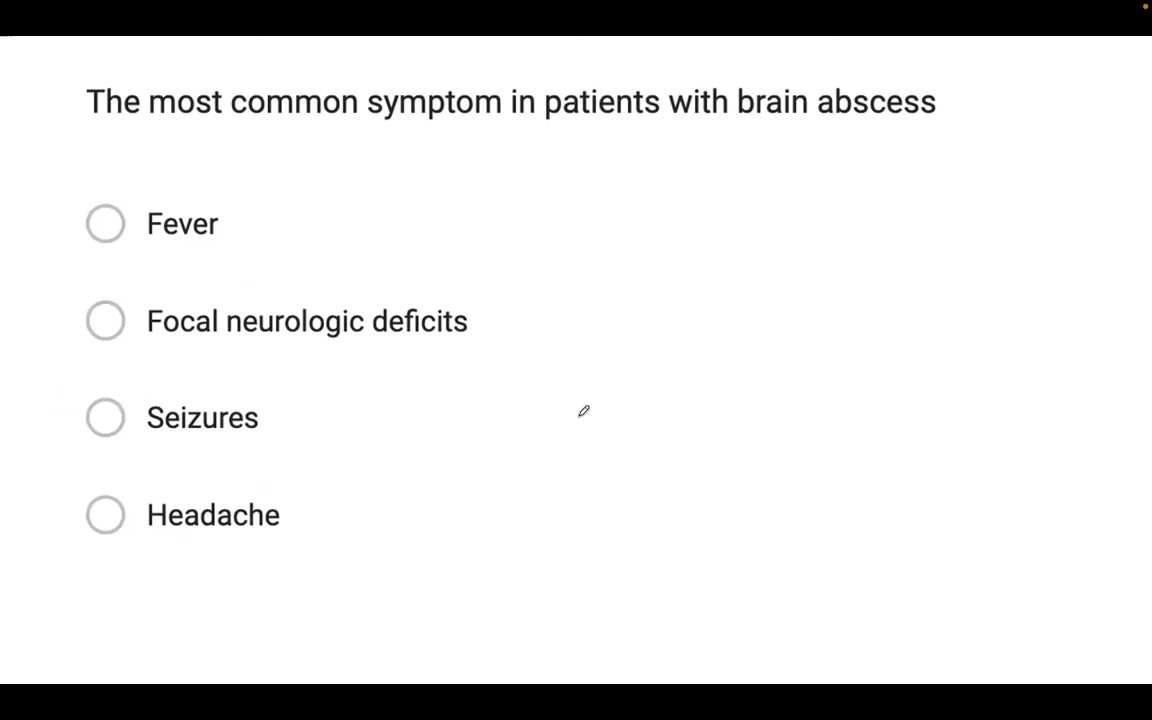 The most common symptom in patients with brain abscess
Fever
Focal neurologic deficits
Seizures
Headache